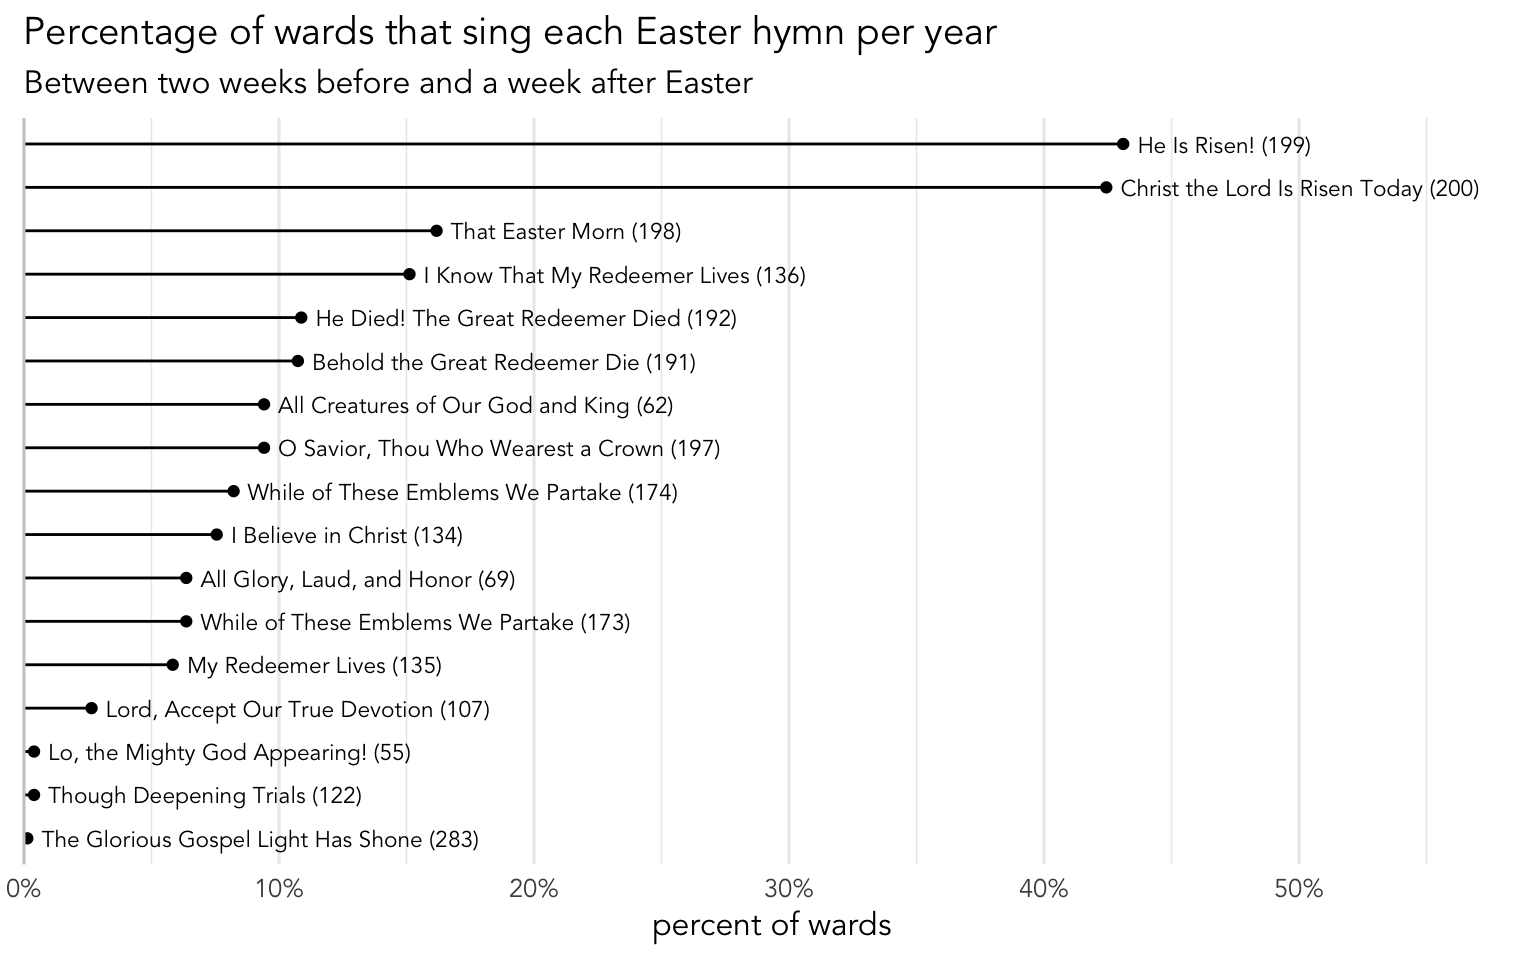 Percentage of wards that sing each Easter hymn per year
Between two weeks before and a week after Easter
He Is Risen! (199)
Christ the Lord Is Risen Today (200)
That Easter Morn (198)
I Know That My Redeemer Lives (136)
He Died! The Great Redeemer Died (192)
Behold the Great Redeemer Die (191)
All Creatures of Our God and King (62)
O Savior, Thou Who Wearest a Crown (197)
While of These Emblems We Partake (174)
I Believe in Christ (134)
All Glory, Laud, and Honor (69)
While of These Emblems We Partake (173)
My Redeemer Lives (135)
Lord, Accept Our True Devotion (107)
Lo, the Mighty God Appearing! (55)
Though Deepening Trials (122)
The Glorious Gospel Light Has Shone (283)
0% 10% 20% 30% 40% 50%
percent of wards